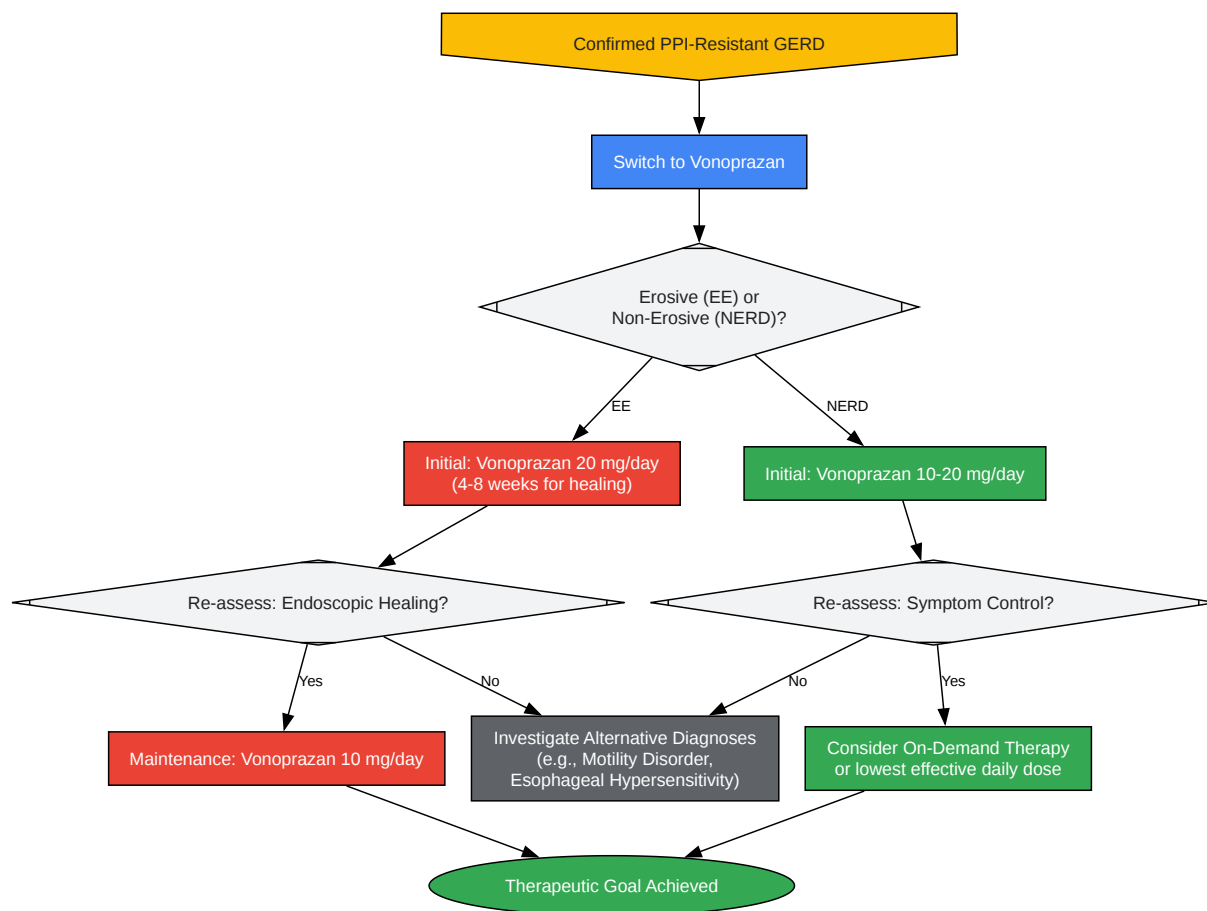 Confirmed PPI-Resistant GERD
Switch to Vonoprazan
Erosive (EE) or
Non-Erosive (NERD)?
EE
NERD
Initial: Vonoprazan 20 mg/day
(4-8 weeks for healing)
Initial: Vonoprazan 10-20 mg/day
Re-assess: Endoscopic Healing?
Re-assess: Symptom Control?
Yes
No
No
Yes
Maintenance: Vonoprazan 10 mg/day
Investigate Alternative Diagnoses
(e.g., Motility Disorder,
Esophageal Hypersensitivity)
Consider On-Demand Therapy
or lowest effective daily dose
Therapeutic Goal Achieved